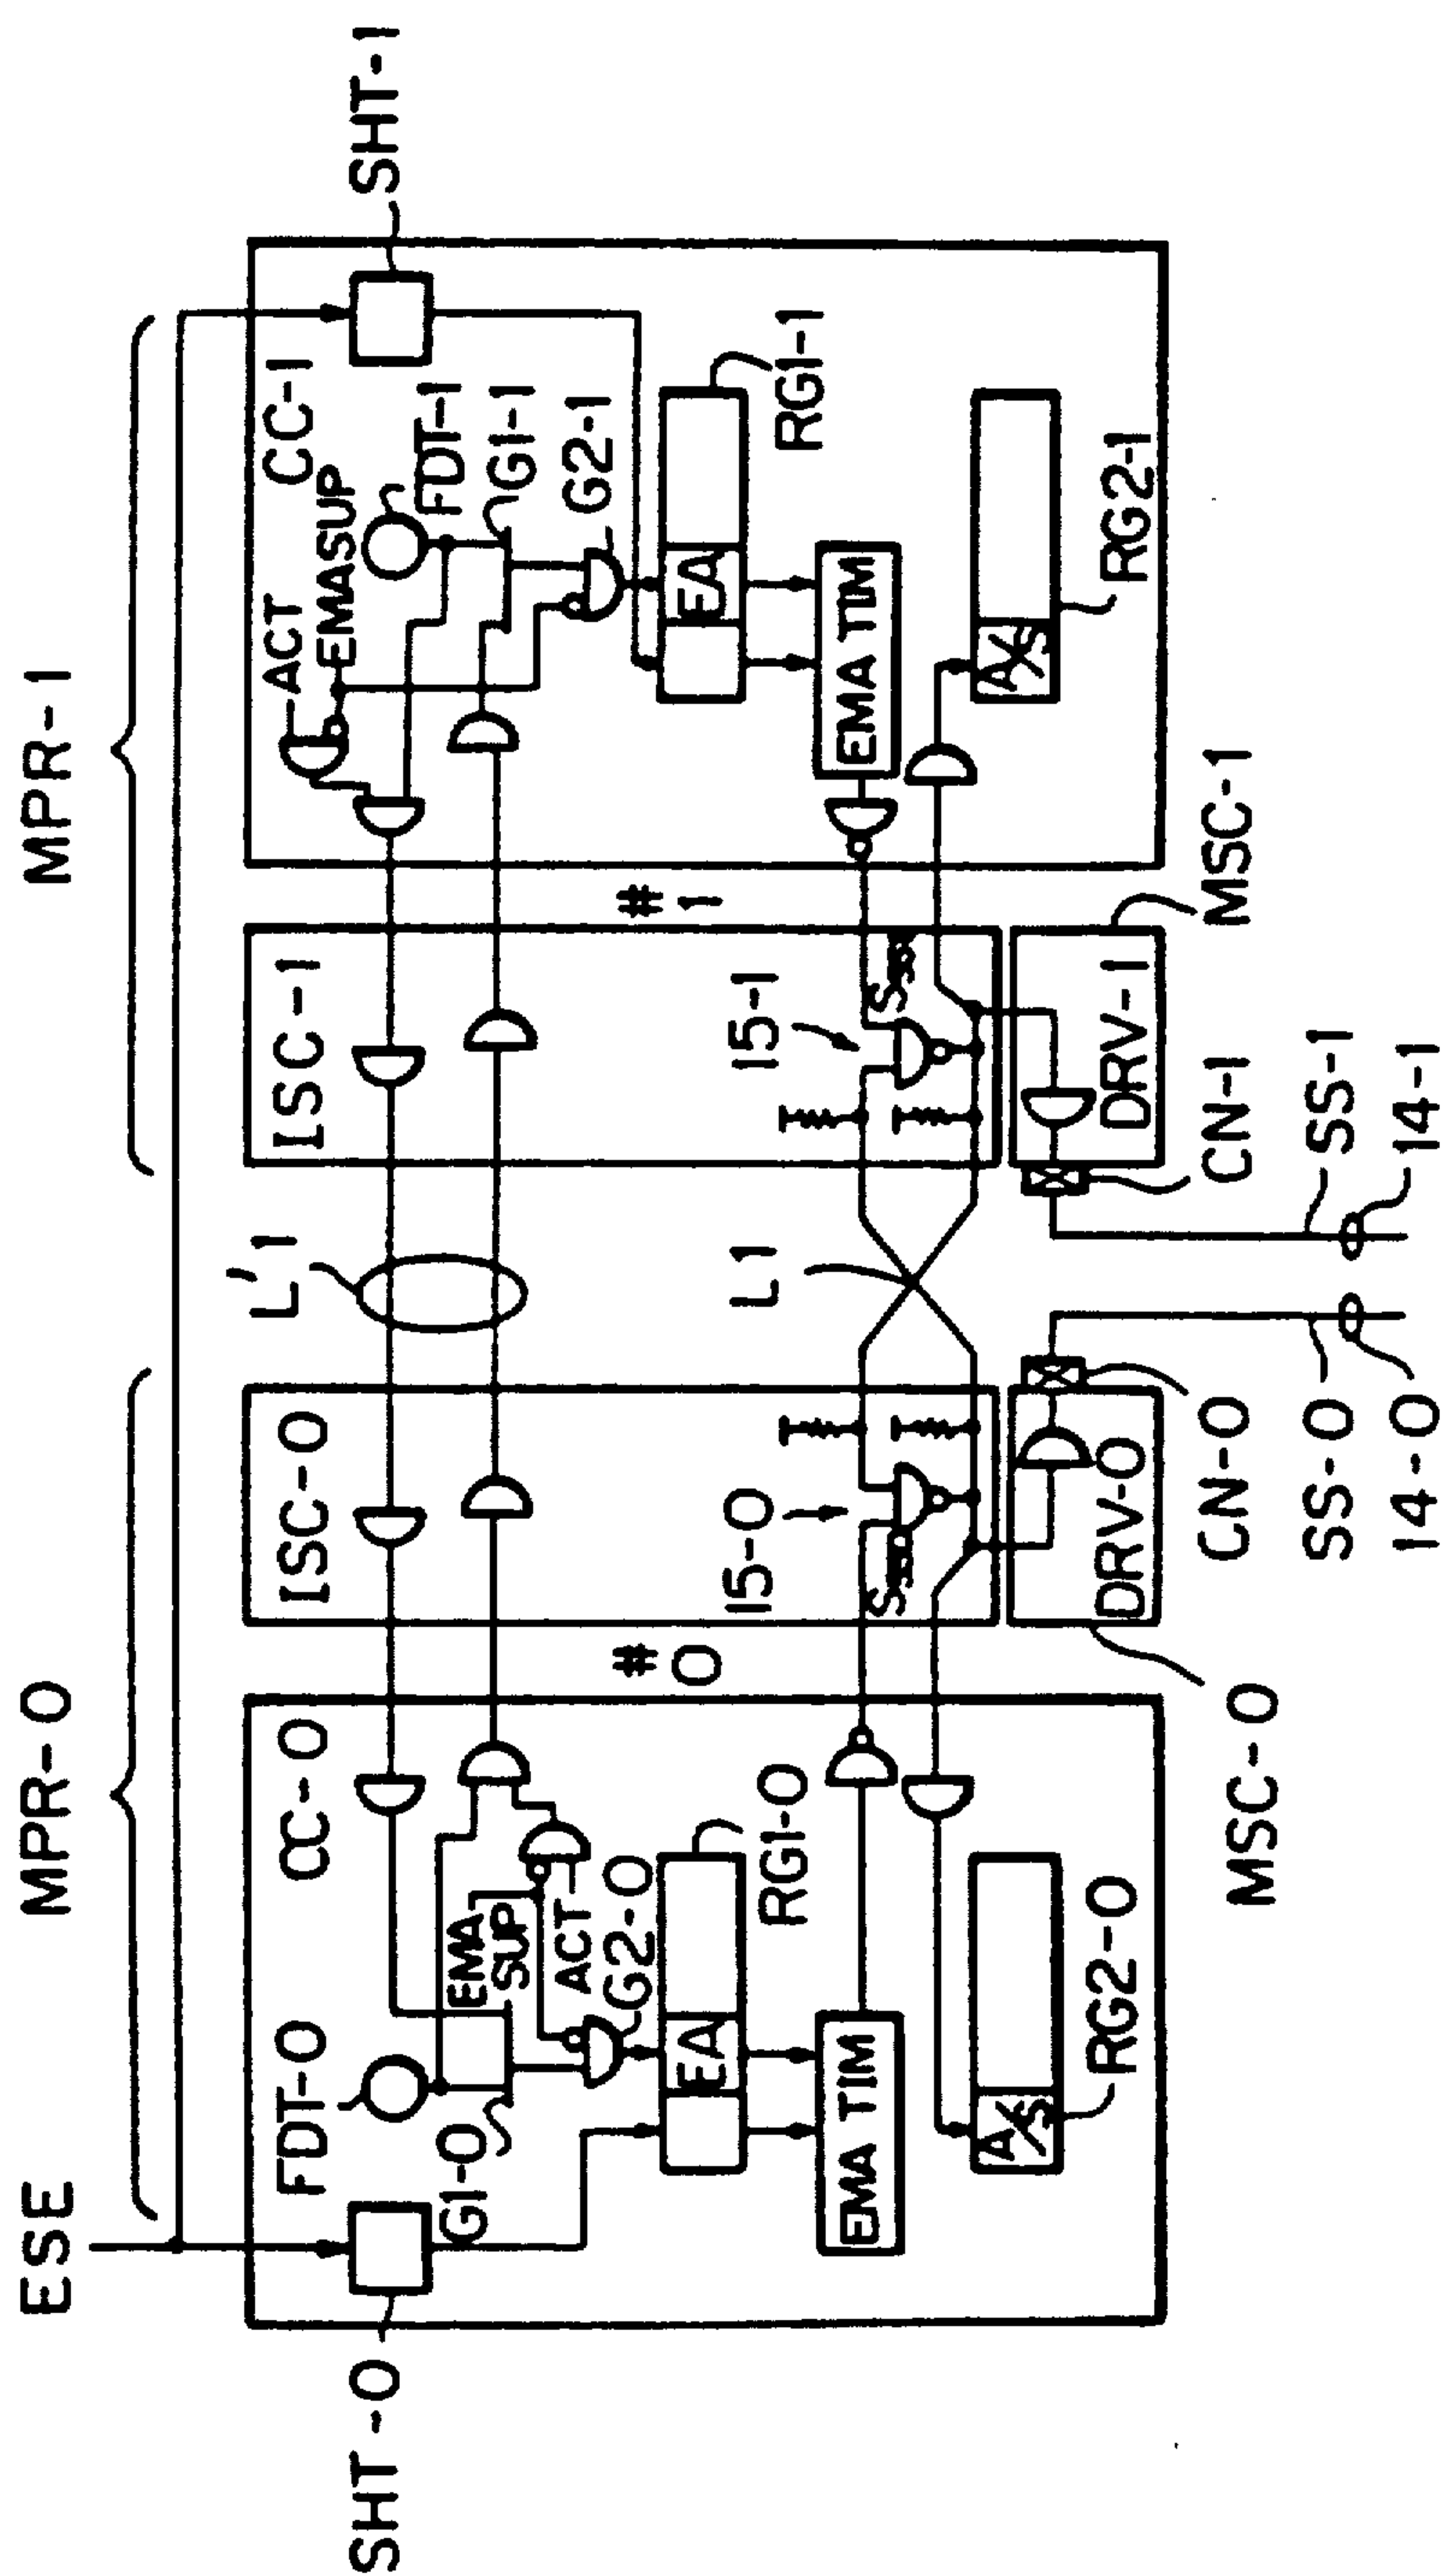 ESE
MPR-0
MPR-1
SHT-0
SHT-1
FDT-0
CC-0
ISC-0
L'1
ISC-1
CC-1
ACT
EMASUP
FDT-1
G1-1
G2-1
G1-0
EMA
SUP
ACT
G2-0
#0
#1
EA
RG1-0
15-0
L1
15-1
EA
RG1-1
EMA TIM
EMA TIM
A/S
RG2-0
A/S
RG2-1
DRV-0
DRV-1
MSC-0
CN-0
CN-1
MSC-1
SS-0
SS-1
14-0
14-1